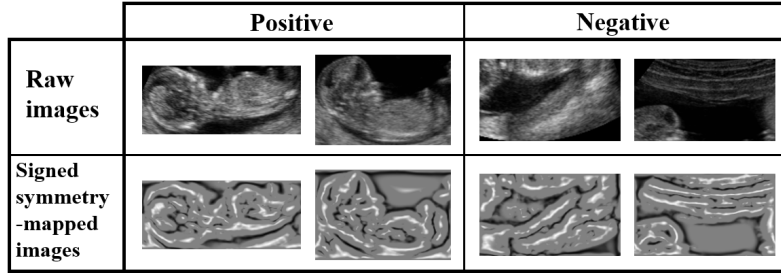 Positive Negative
Raw
images
Signed
symmetry
-mapped
images